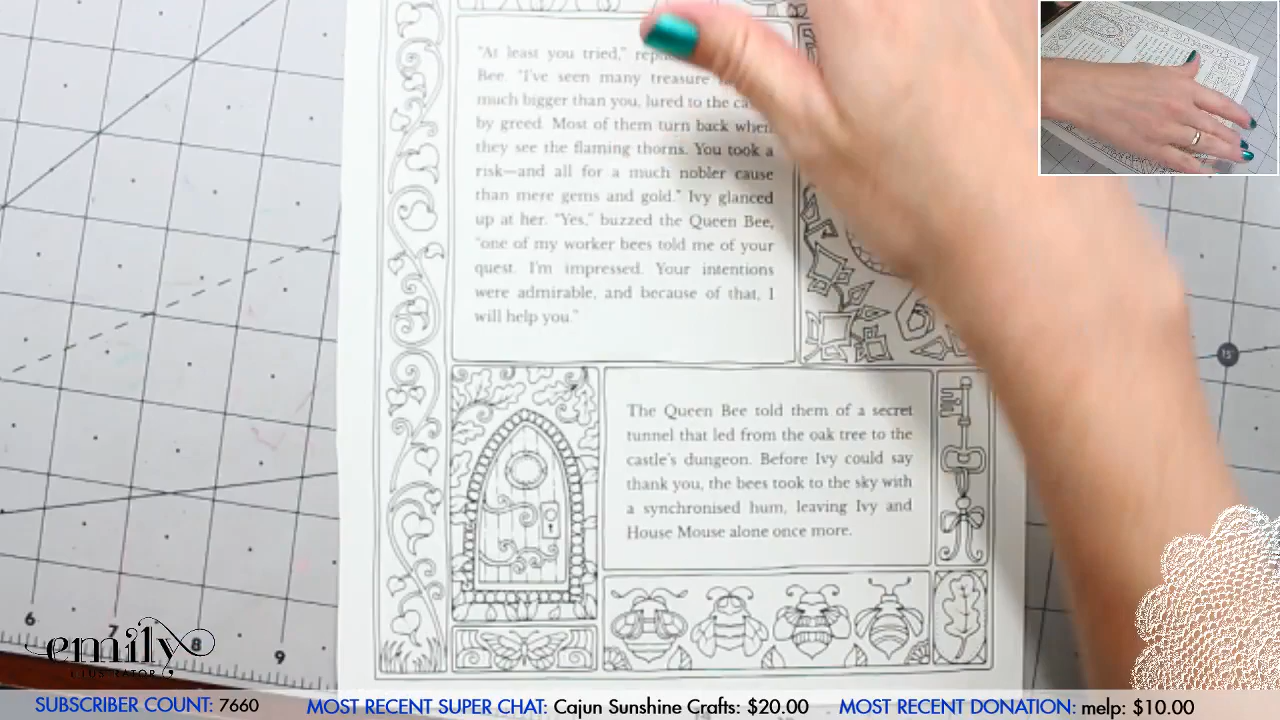 "At least you tried,"
Bee. "I've seen many treasure
much bigger than you, lured to the
by greed. Most of them turn back when
they see the flaming thorns. You took a
risk—and all for a much nobler cause
than mere gems and gold." Ivy glanced
up at her. "Yes," buzzed the Queen Bee,
"one of my worker bees told me of your
quest. I'm impressed. Your intentions
were admirable, and because of that, I
will help you."
The Queen Bee told them of a secret
tunnel that led from the oak tree to the
castle's dungeon. Before Ivy could say
thank you, the bees took to the sky with
a synchronised hum, leaving Ivy and
House Mouse alone once more.
15
6
7
8
9
emily
SUBSCRIBER COUNT: 7660
MOST RECENT SUPER CHAT: Cajun Sunshine Crafts: $20.00
MOST RECENT DONATION: melp: $10.00